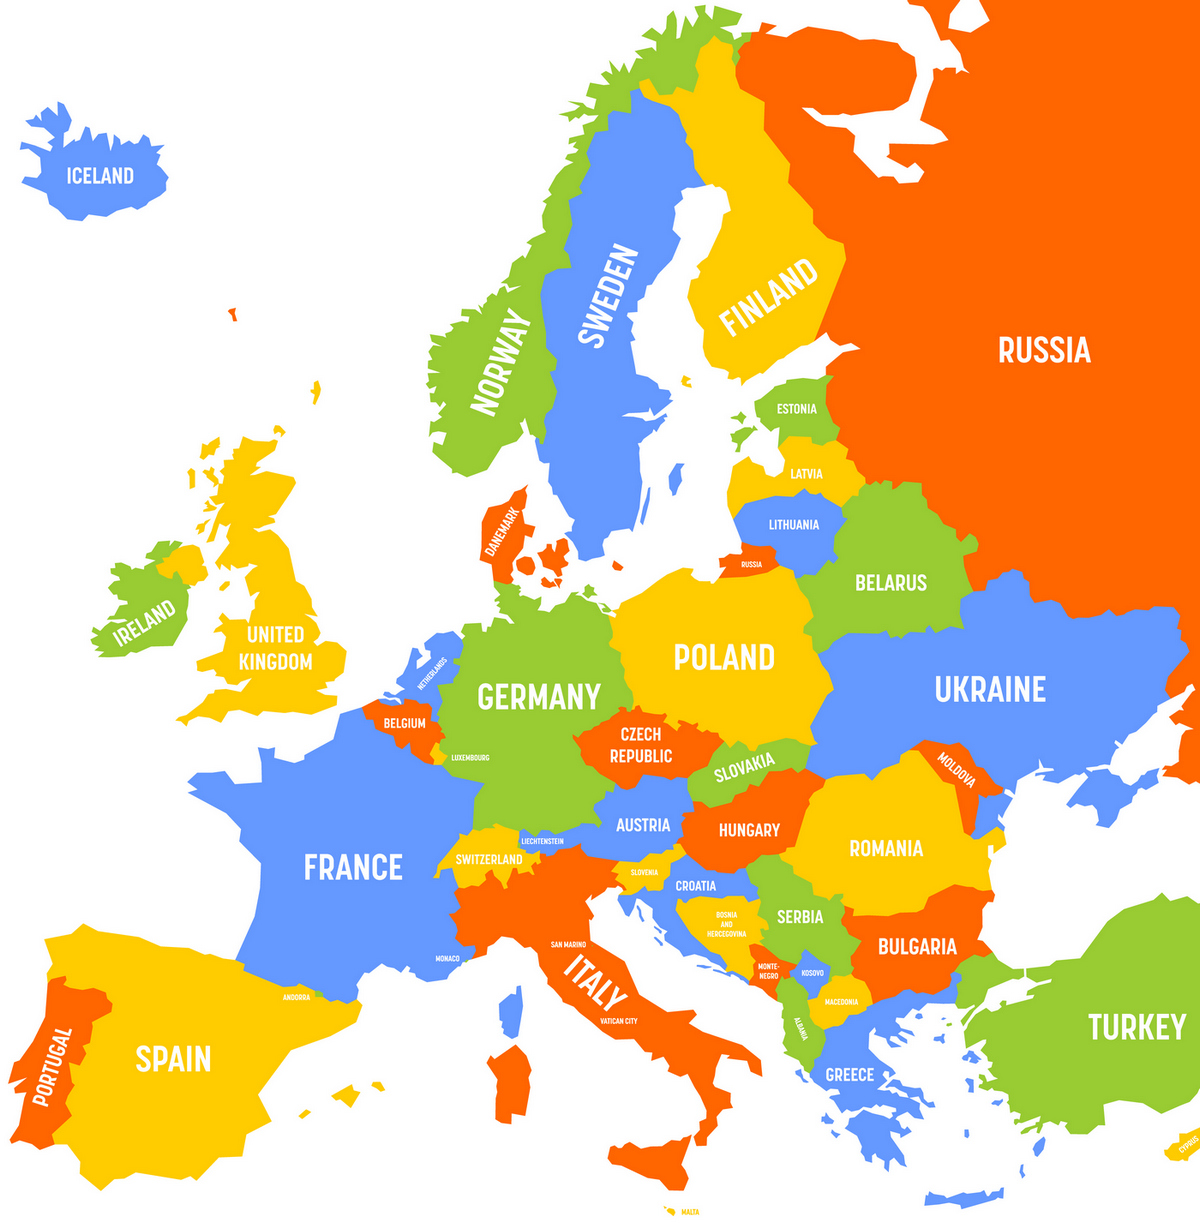 ICELAND
SWEDEN
FINLAND
NORWAY
RUSSIA
ESTONIA
LATVIA
LITHUANIA
DANEMARK
RUSSIA
BELARUS
IRELAND
UNITED
KINGDOM
NETHERLANDS
POLAND
GERMANY
UKRAINE
BELGIUM
LUXEMBOURG
CZECH
REPUBLIC
SLOVAKIA
MOLDOVA
AUSTRIA
HUNGARY
LIECHTENSTEIN
SWITZERLAND
ROMANIA
FRANCE
SLOVENIA
CROATIA
BOSNIA
AND
HERCEGOVINA
SERBIA
BULGARIA
SAN MARINO
MONACO
ITALY
MONTE-
NEGRO
KOSOVO
ANDORRA
MACEDONIA
VATICAN CITY
ALBANIA
TURKEY
PORTUGAL
SPAIN
GREECE
CYPRUS
MALTA